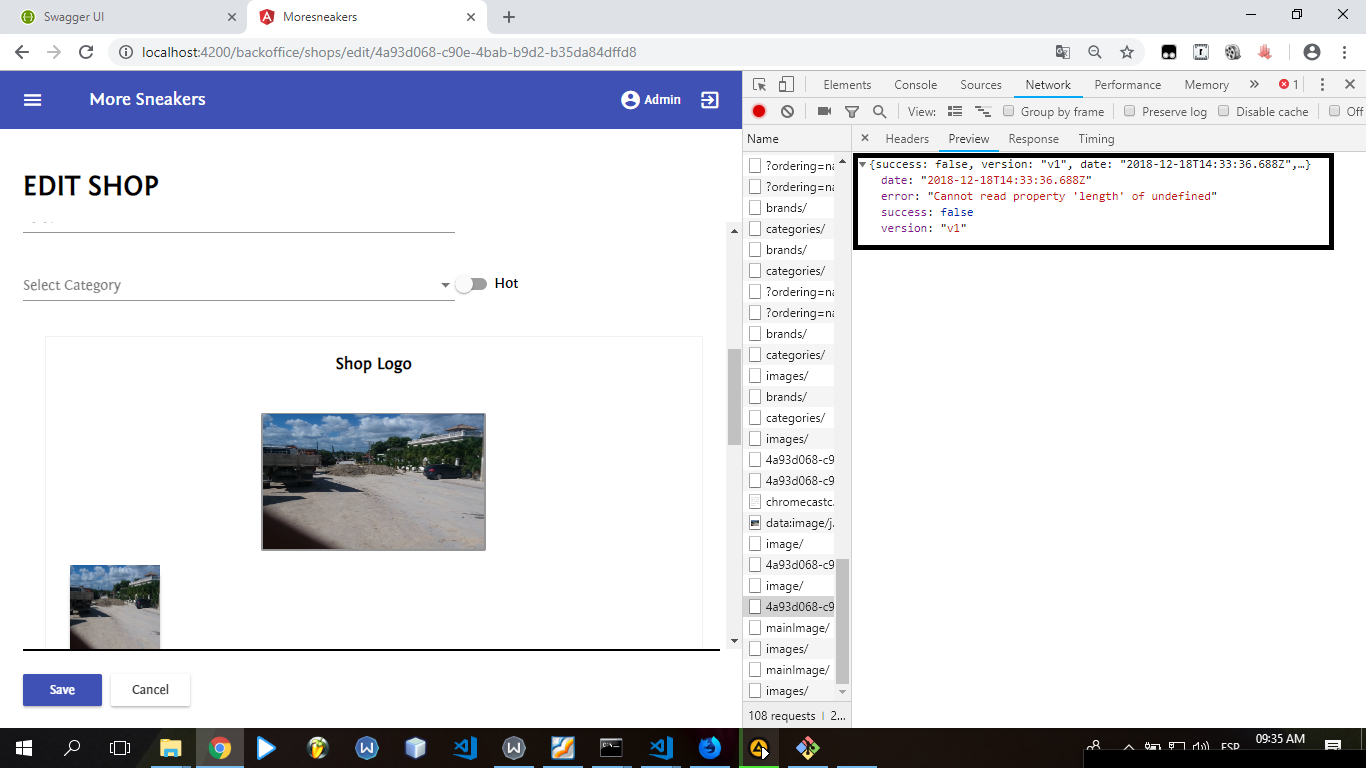 Swagger UI
Moresneakers
localhost:4200/backoffice/shops/edit/4a93d068-c90e-4bab-b9d2-b35da84dffd8
More Sneakers
Admin
EDIT SHOP
Select Category
Hot
Shop Logo
Save
Cancel
Elements
Console
Sources
Network
Performance
Memory
1
View:
Group by frame
Preserve log
Disable cache
Off
Name
Headers
Preview
Response
Timing
?ordering=na
?ordering=na
brands/
categories/
brands/
categories/
?ordering=na
?ordering=na
brands/
categories/
images/
brands/
categories/
images/
4a93d068-c9
4a93d068-c9
chromecastc.
data:image/j.
image/
4a93d068-c9
image/
4a93d068-c9
mainImage/
images/
mainImage/
images/
108 requests
2...
{success: false, version: "v1", date: "2018-12-18T14:33:36.688Z",…}
date: "2018-12-18T14:33:36.688Z"
error: "Cannot read property 'length' of undefined"
success: false
version: "v1"
ESP
09:35 AM